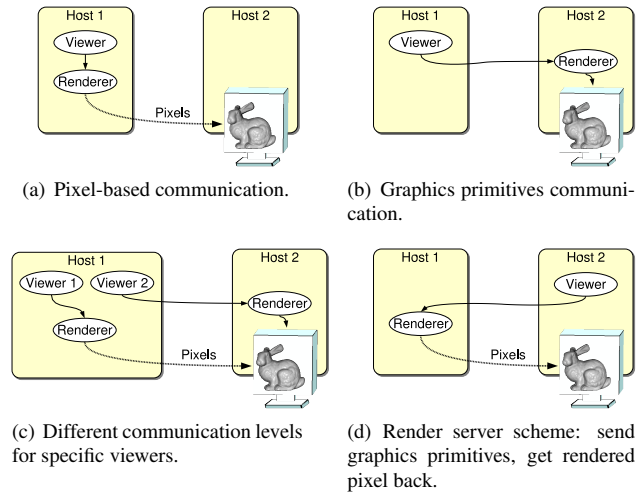 Host 1
Host 2
Viewer
Renderer
Pixels
(a) Pixel-based communication.
Host 1
Host 2
Viewer
Renderer
(b) Graphics primitives communi-
cation.
Host 1
Host 2
Viewer 1
Viewer 2
Renderer
Renderer
Pixels
(c) Different communication levels
for specific viewers.
Host 1
Host 2
Viewer
Renderer
Pixels
(d) Render server scheme: send
graphics primitives, get rendered
pixel back.